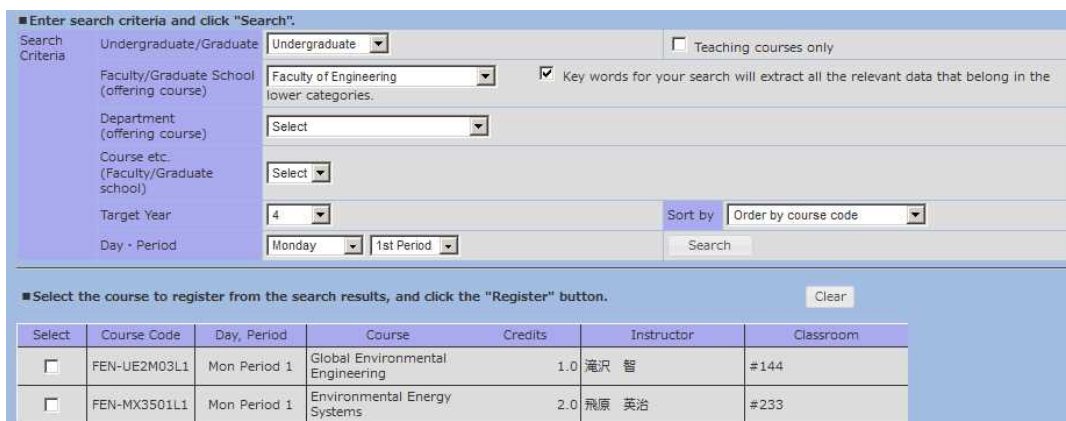 ■Enter search criteria and click "Search".
Search Criteria
Undergraduate/Graduate Undergraduate Teaching courses only
Faculty/Graduate School (offering course) Faculty of Engineering Key words for your search will extract all the relevant data that belong in the
lower categories.
Department (offering course) Select
Course etc. (Faculty/Graduate school) Select
Target Year 4 Sort by Order by course code
Day・Period Monday 1st Period Search
■Select the course to register from the search results, and click the "Register" button. Clear
Select Course Code Day, Period Course Credits Instructor Classroom
FEN-UE2M03L1 Mon Period 1 Global Environmental Engineering 1.0 滝沢 智 #144
FEN-MX3501L1 Mon Period 1 Environmental Energy Systems 2.0 飛原 英治 #233